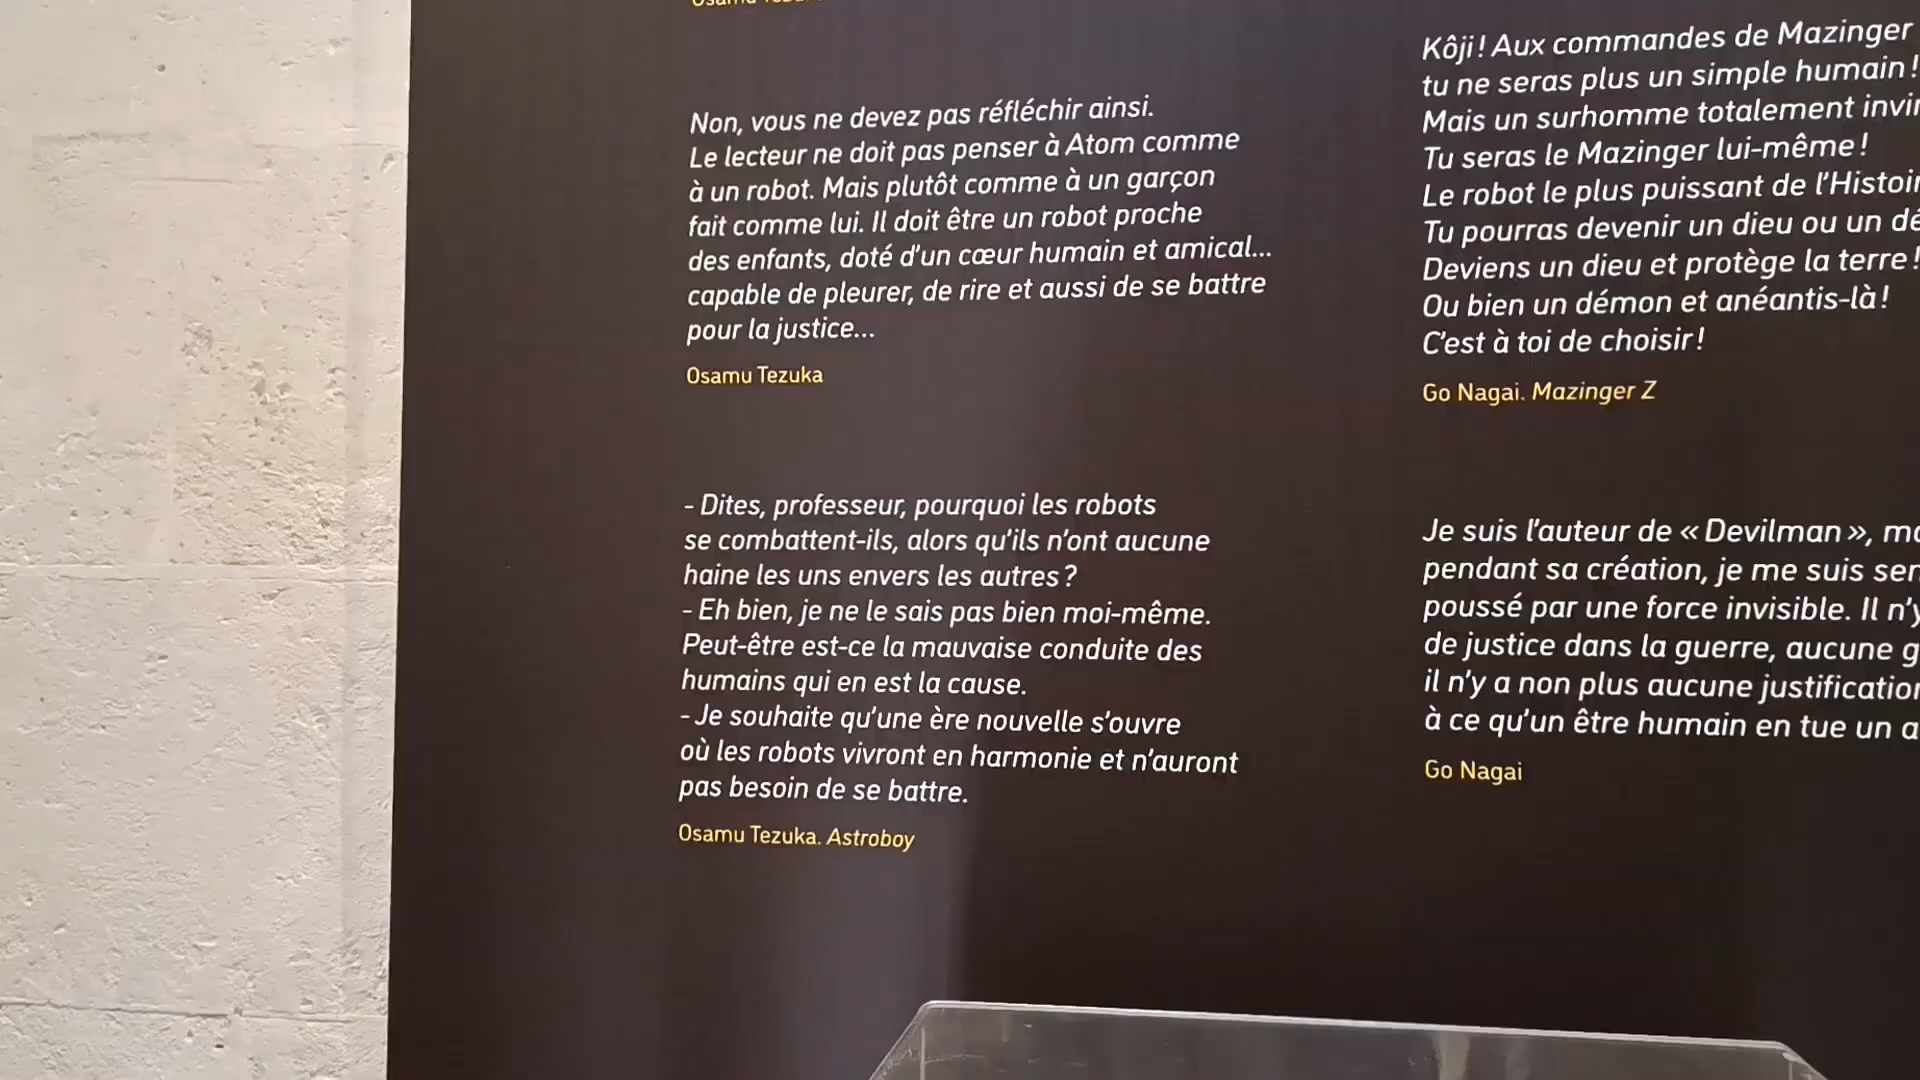 Osamu Tezuka
Non, vous ne devez pas réfléchir ainsi.
Le lecteur ne doit pas penser à Atom comme
à un robot. Mais plutôt comme à un garçon
fait comme lui. Il doit être un robot proche
des enfants, doté d'un cœur humain et amical...
capable de pleurer, de rire et aussi de se battre
pour la justice...
Osamu Tezuka
- Dites, professeur, pourquoi les robots
se combattent-ils, alors qu'ils n'ont aucune
haine les uns envers les autres ?
- Eh bien, je ne le sais pas bien moi-même.
Peut-être est-ce la mauvaise conduite des
humains qui en est la cause.
- Je souhaite qu'une ère nouvelle s'ouvre
où les robots vivront en harmonie et n'auront
pas besoin de se battre.
Osamu Tezuka. Astroboy
Kôji ! Aux commandes de Mazinger
tu ne seras plus un simple humain !
Mais un surhomme totalement
Tu seras le Mazinger lui-même !
Le robot le plus puissant de
Tu pourras devenir un dieu ou un
Deviens un dieu et protège la terre !
Ou bien un démon et anéantis-là !
C'est à toi de choisir !
Go Nagai. Mazinger Z
Je suis l'auteur de « Devilman »,
pendant sa création, je me suis
poussé par une force invisible. Il
de justice dans la guerre, aucune
il n'y a non plus aucune
à ce qu'un être humain en tue un
Go Nagai